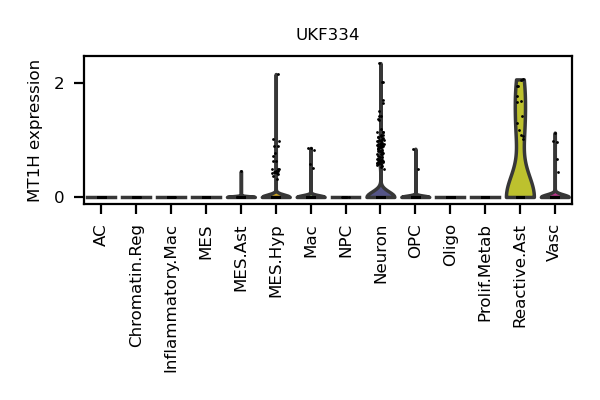 UKF334
MT1H expression
2
0
AC
Chromatin.Reg
Inflammatory.Mac
MES
MES.Ast
MES.Hyp
Mac
NPC
Neuron
OPC
Oligo
Prolif.Metab
Reactive.Ast
Vasc